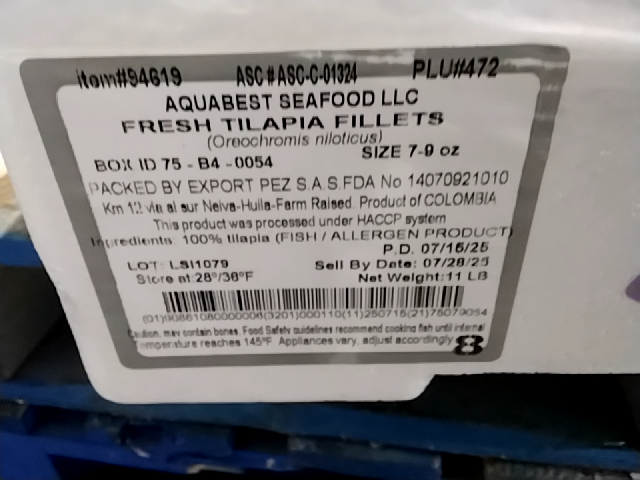 item#94619 ASC #ASC-C-01324 PLU#472
AQUABEST SEAFOOD LLC
FRESH TILAPIA FILLETS
(Oreochromis niloticus)
SIZE 7-9 oz
BOX ID 75 - B4 -0054
PACKED BY EXPORT PEZ S.A.S.FDA No 14070921010
Km 12 via al sur Neiva-Huila-Farm Raised. Product of COLOMBIA
This product was processed under HACCP system
Ingredients: 100% tilapia (FISH / ALLERGEN PRODUCT)
P.D. 07/15/25
LOT: LSI1079 Sell By Date: 07/28/25
Store at:28°/36°F Net Weight:11 LB
Caution, may contain bones. Food Safety guidelines recommend cooking fish until internal
Temperature reaches 145°F. Appliances vary, adjust accordingly
8